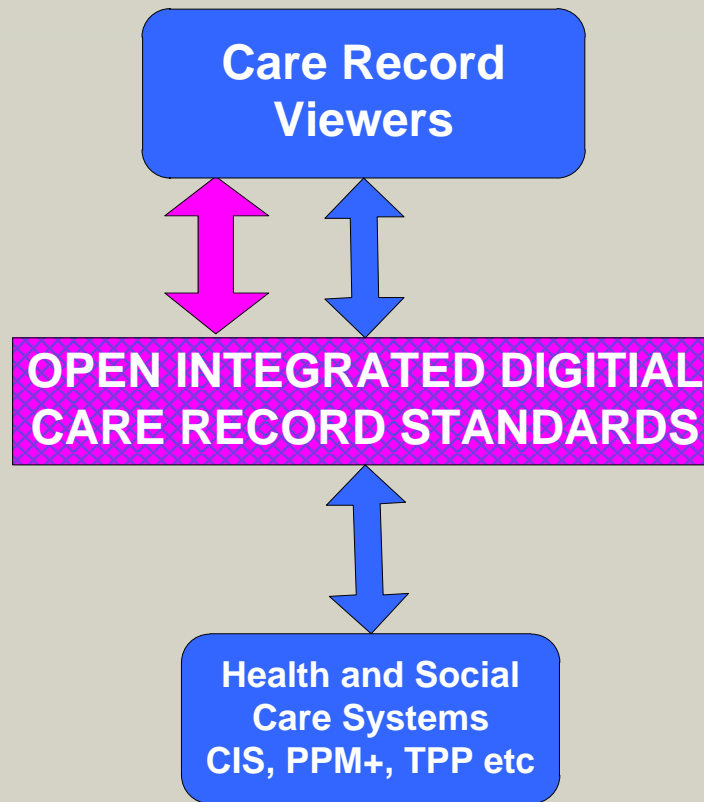 Care Record
Viewers
OPEN INTEGRATED DIGITIAL
CARE RECORD STANDARDS
Health and Social
Care Systems
CIS, PPM+, TPP etc